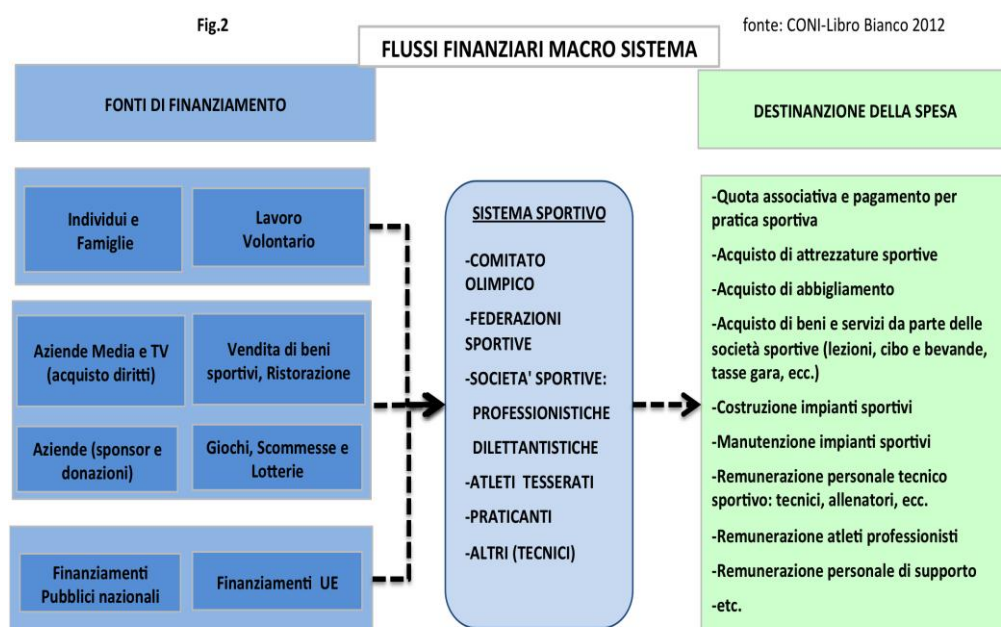 Fig.2
fonte: CONI-Libro Bianco 2012
FLUSSI FINANZIARI MACRO SISTEMA
FONTI DI FINANZIAMENTO
Individui e
Famiglie
Lavoro
Volontario
Aziende Media e TV
(acquisto diritti)
Vendita di beni
sportivi, Ristorazione
Aziende (sponsor e
donazioni)
Giochi, Scommesse e
Lotterie
Finanziamenti
Pubblici nazionali
Finanziamenti UE
SISTEMA SPORTIVO
-COMITATO
OLIMPICO
-FEDERAZIONI
SPORTIVE
-SOCIETA' SPORTIVE:
PROFESSIONISTICHE
DILETTANTISTICHE
-ATLETI TESSERATI
-PRATICANTI
-ALTRI (TECNICI)
DESTINANZIONE DELLA SPESA
-Quota associativa e pagamento per
pratica sportiva
-Acquisto di attrezzature sportive
-Acquisto di abbigliamento
-Acquisto di beni e servizi da parte delle
società sportive (lezioni, cibo e bevande,
tasse gara, ecc.)
-Costruzione impianti sportivi
-Manutenzione impianti sportivi
-Remunerazione personale tecnico
sportivo: tecnici, allenatori, ecc.
-Remunerazione atleti professionisti
-Remunerazione personale di supporto
-etc.